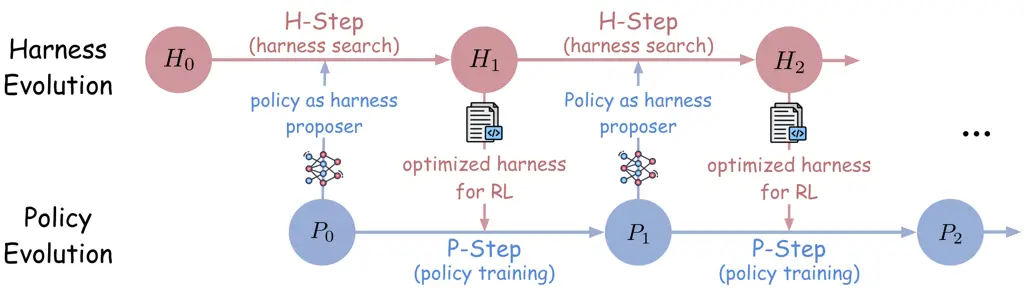 Harness
Evolution
H0
H-Step
(harness search)
H1
H-Step
(harness search)
H2
policy as harness
proposer
</>
optimized harness
for RL
Policy as harness
proposer
</>
optimized harness
for RL
...
Policy
Evolution
P0
P-Step
(policy training)
P1
P-Step
(policy training)
P2